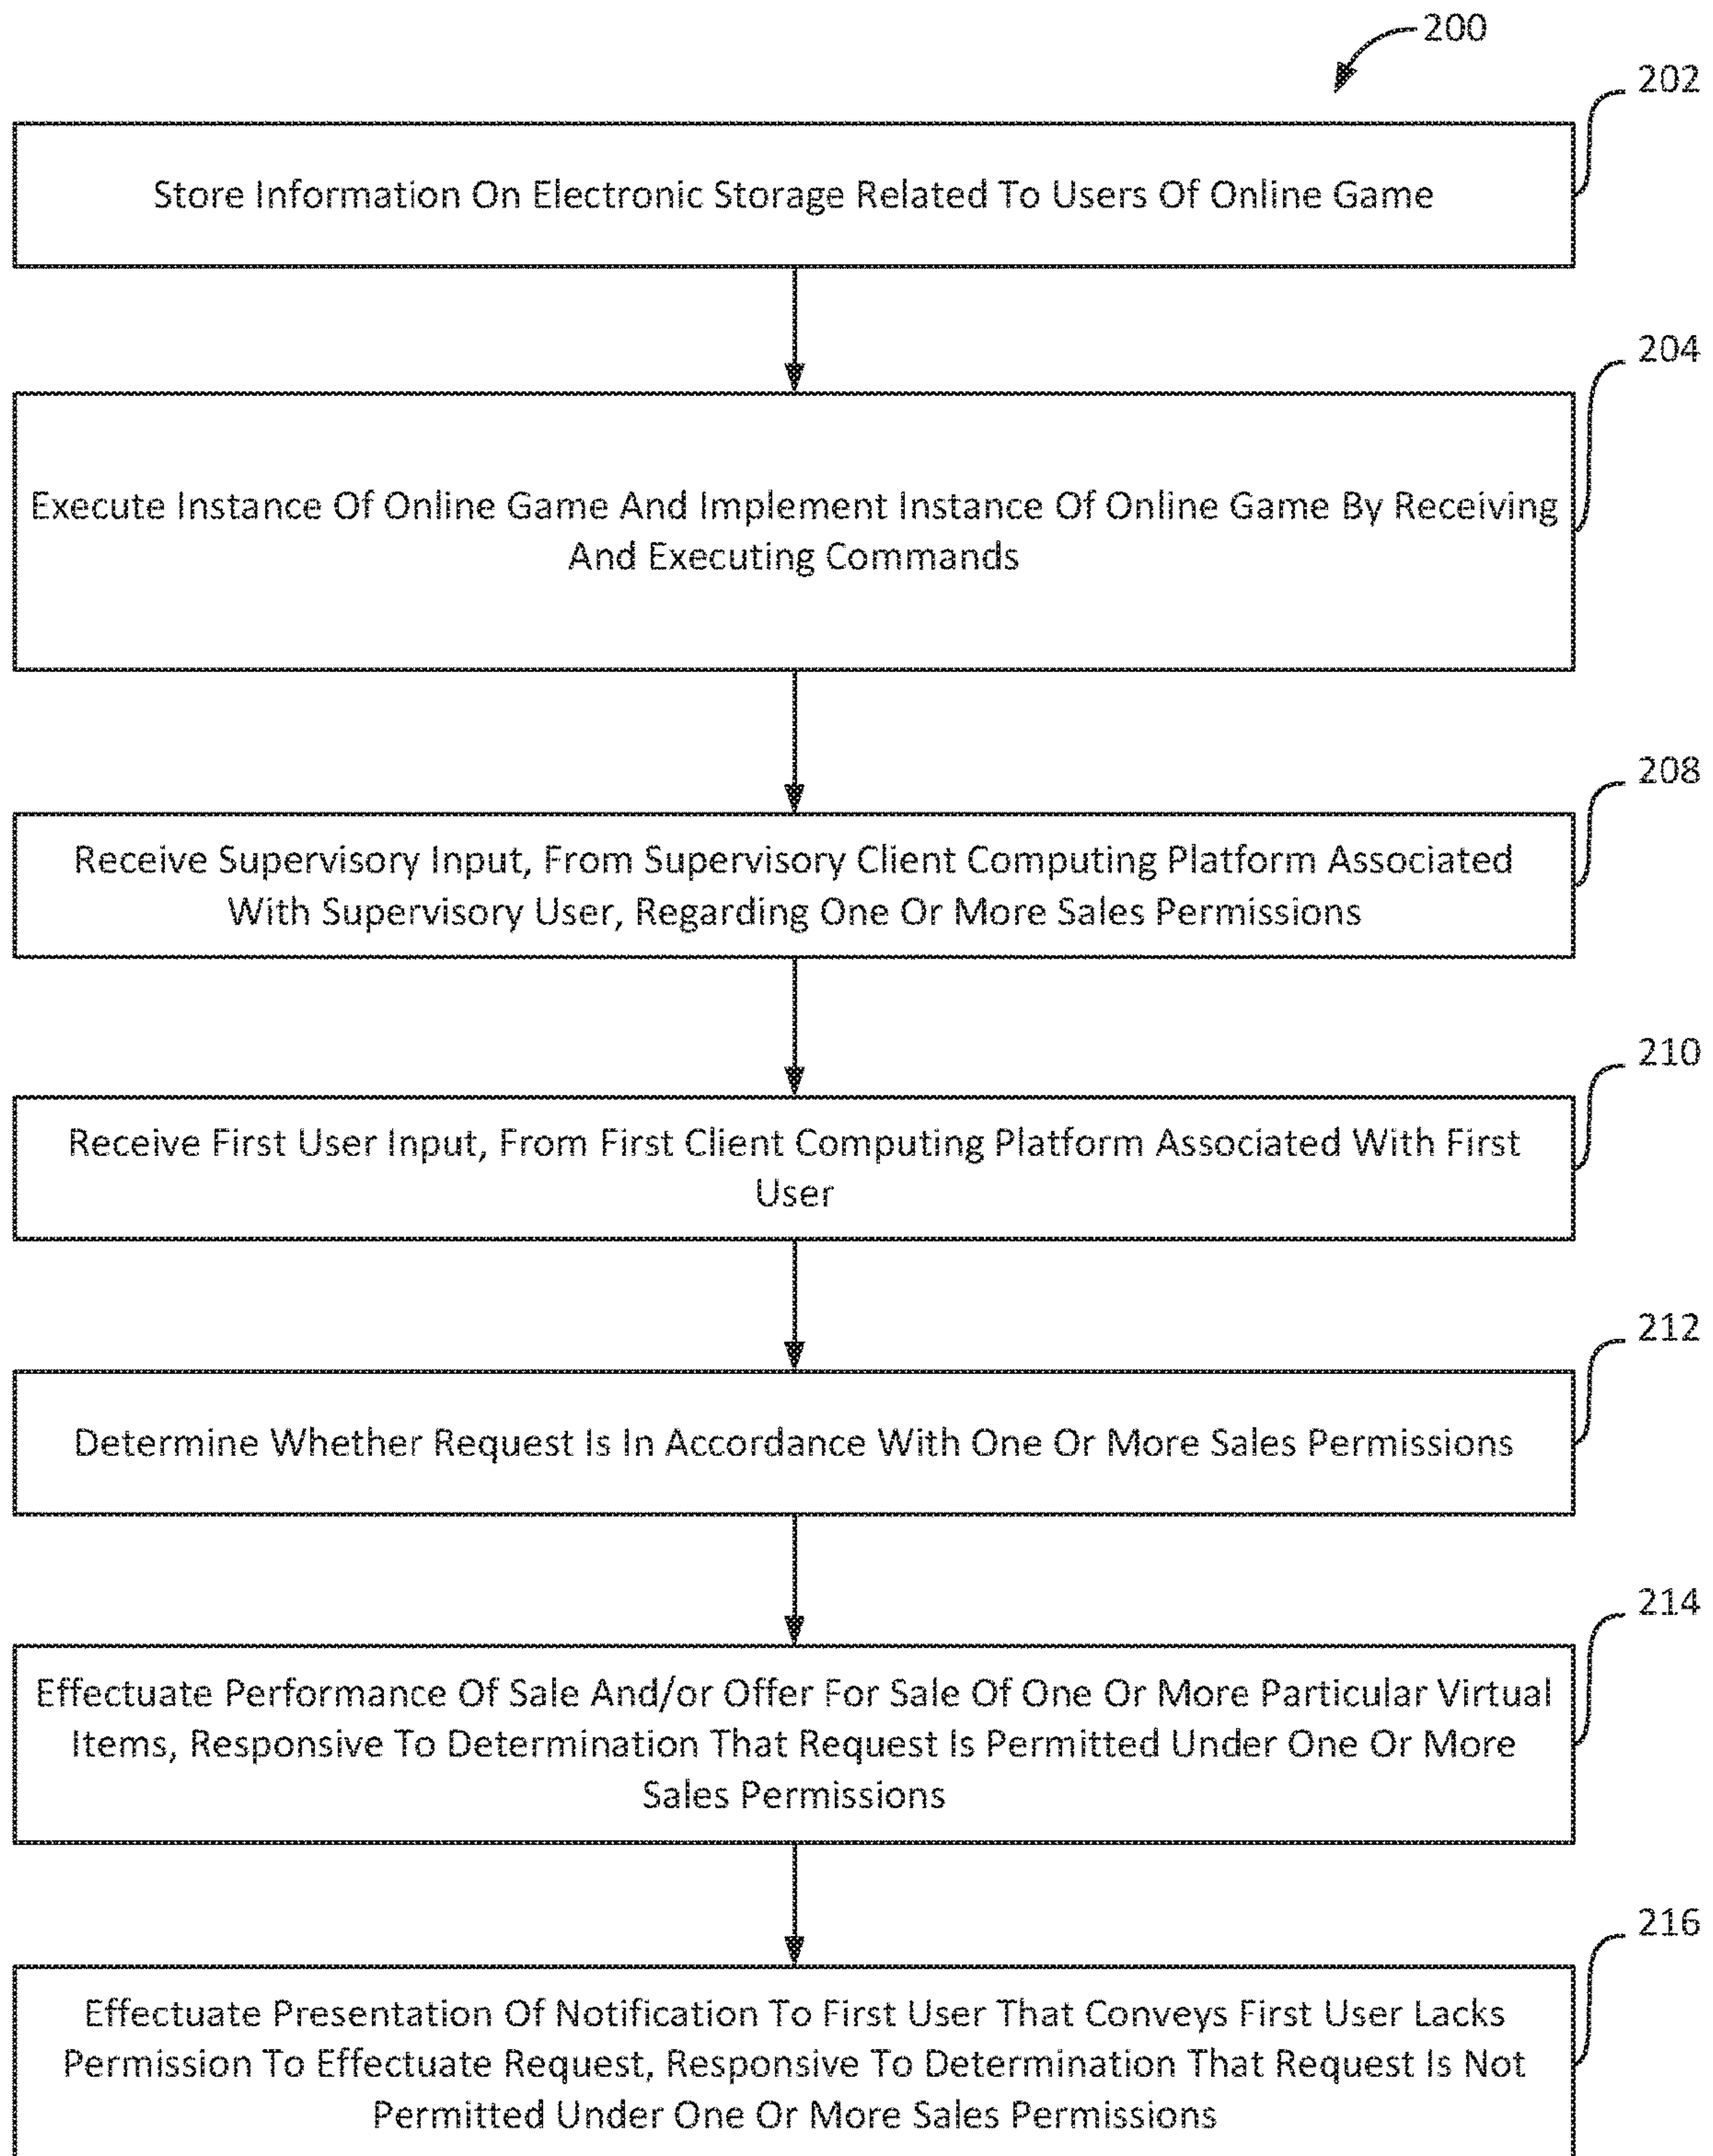 200
202
Store Information On Electronic Storage Related To Users Of Online Game
204
Execute Instance Of Online Game And Implement Instance Of Online Game By Receiving
And Executing Commands
208
Receive Supervisory Input, From Supervisory Client Computing Platform Associated
With Supervisory User, Regarding One Or More Sales Permissions
210
Receive First User Input, From First Client Computing Platform Associated With First
User
212
Determine Whether Request Is In Accordance With One Or More Sales Permissions
214
Effectuate Performance Of Sale And/or Offer For Sale Of One Or More Particular Virtual
Items, Responsive To Determination That Request Is Permitted Under One Or More
Sales Permissions
216
Effectuate Presentation Of Notification To First User That Conveys First User Lacks
Permission To Effectuate Request, Responsive To Determination That Request Is Not
Permitted Under One Or More Sales Permissions